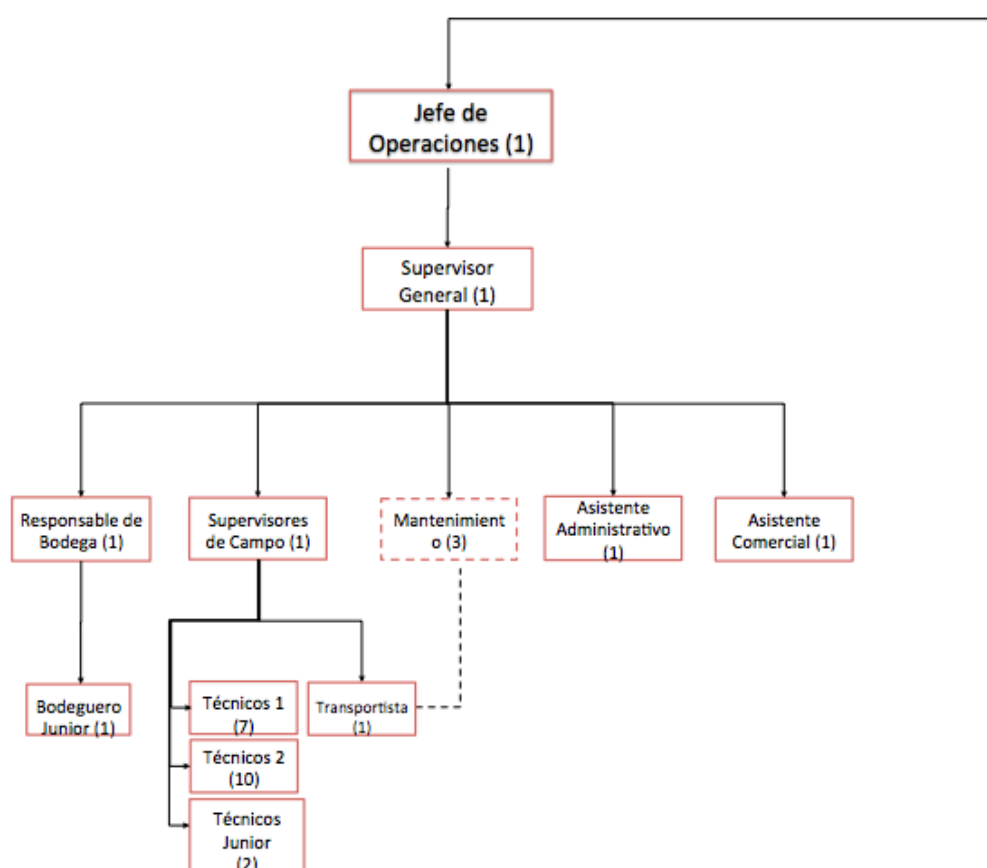 Jefe de
Operaciones (1)
Supervisor
General (1)
Responsable de
Bodega (1)
Supervisores
de Campo (1)
Mantenimient
o (3)
Asistente
Administrativo
(1)
Asistente
Comercial (1)
Bodeguero
Junior (1)
Técnicos 1
(7)
Transportista
(1)
Técnicos 2
(10)
Técnicos
Junior
(2)